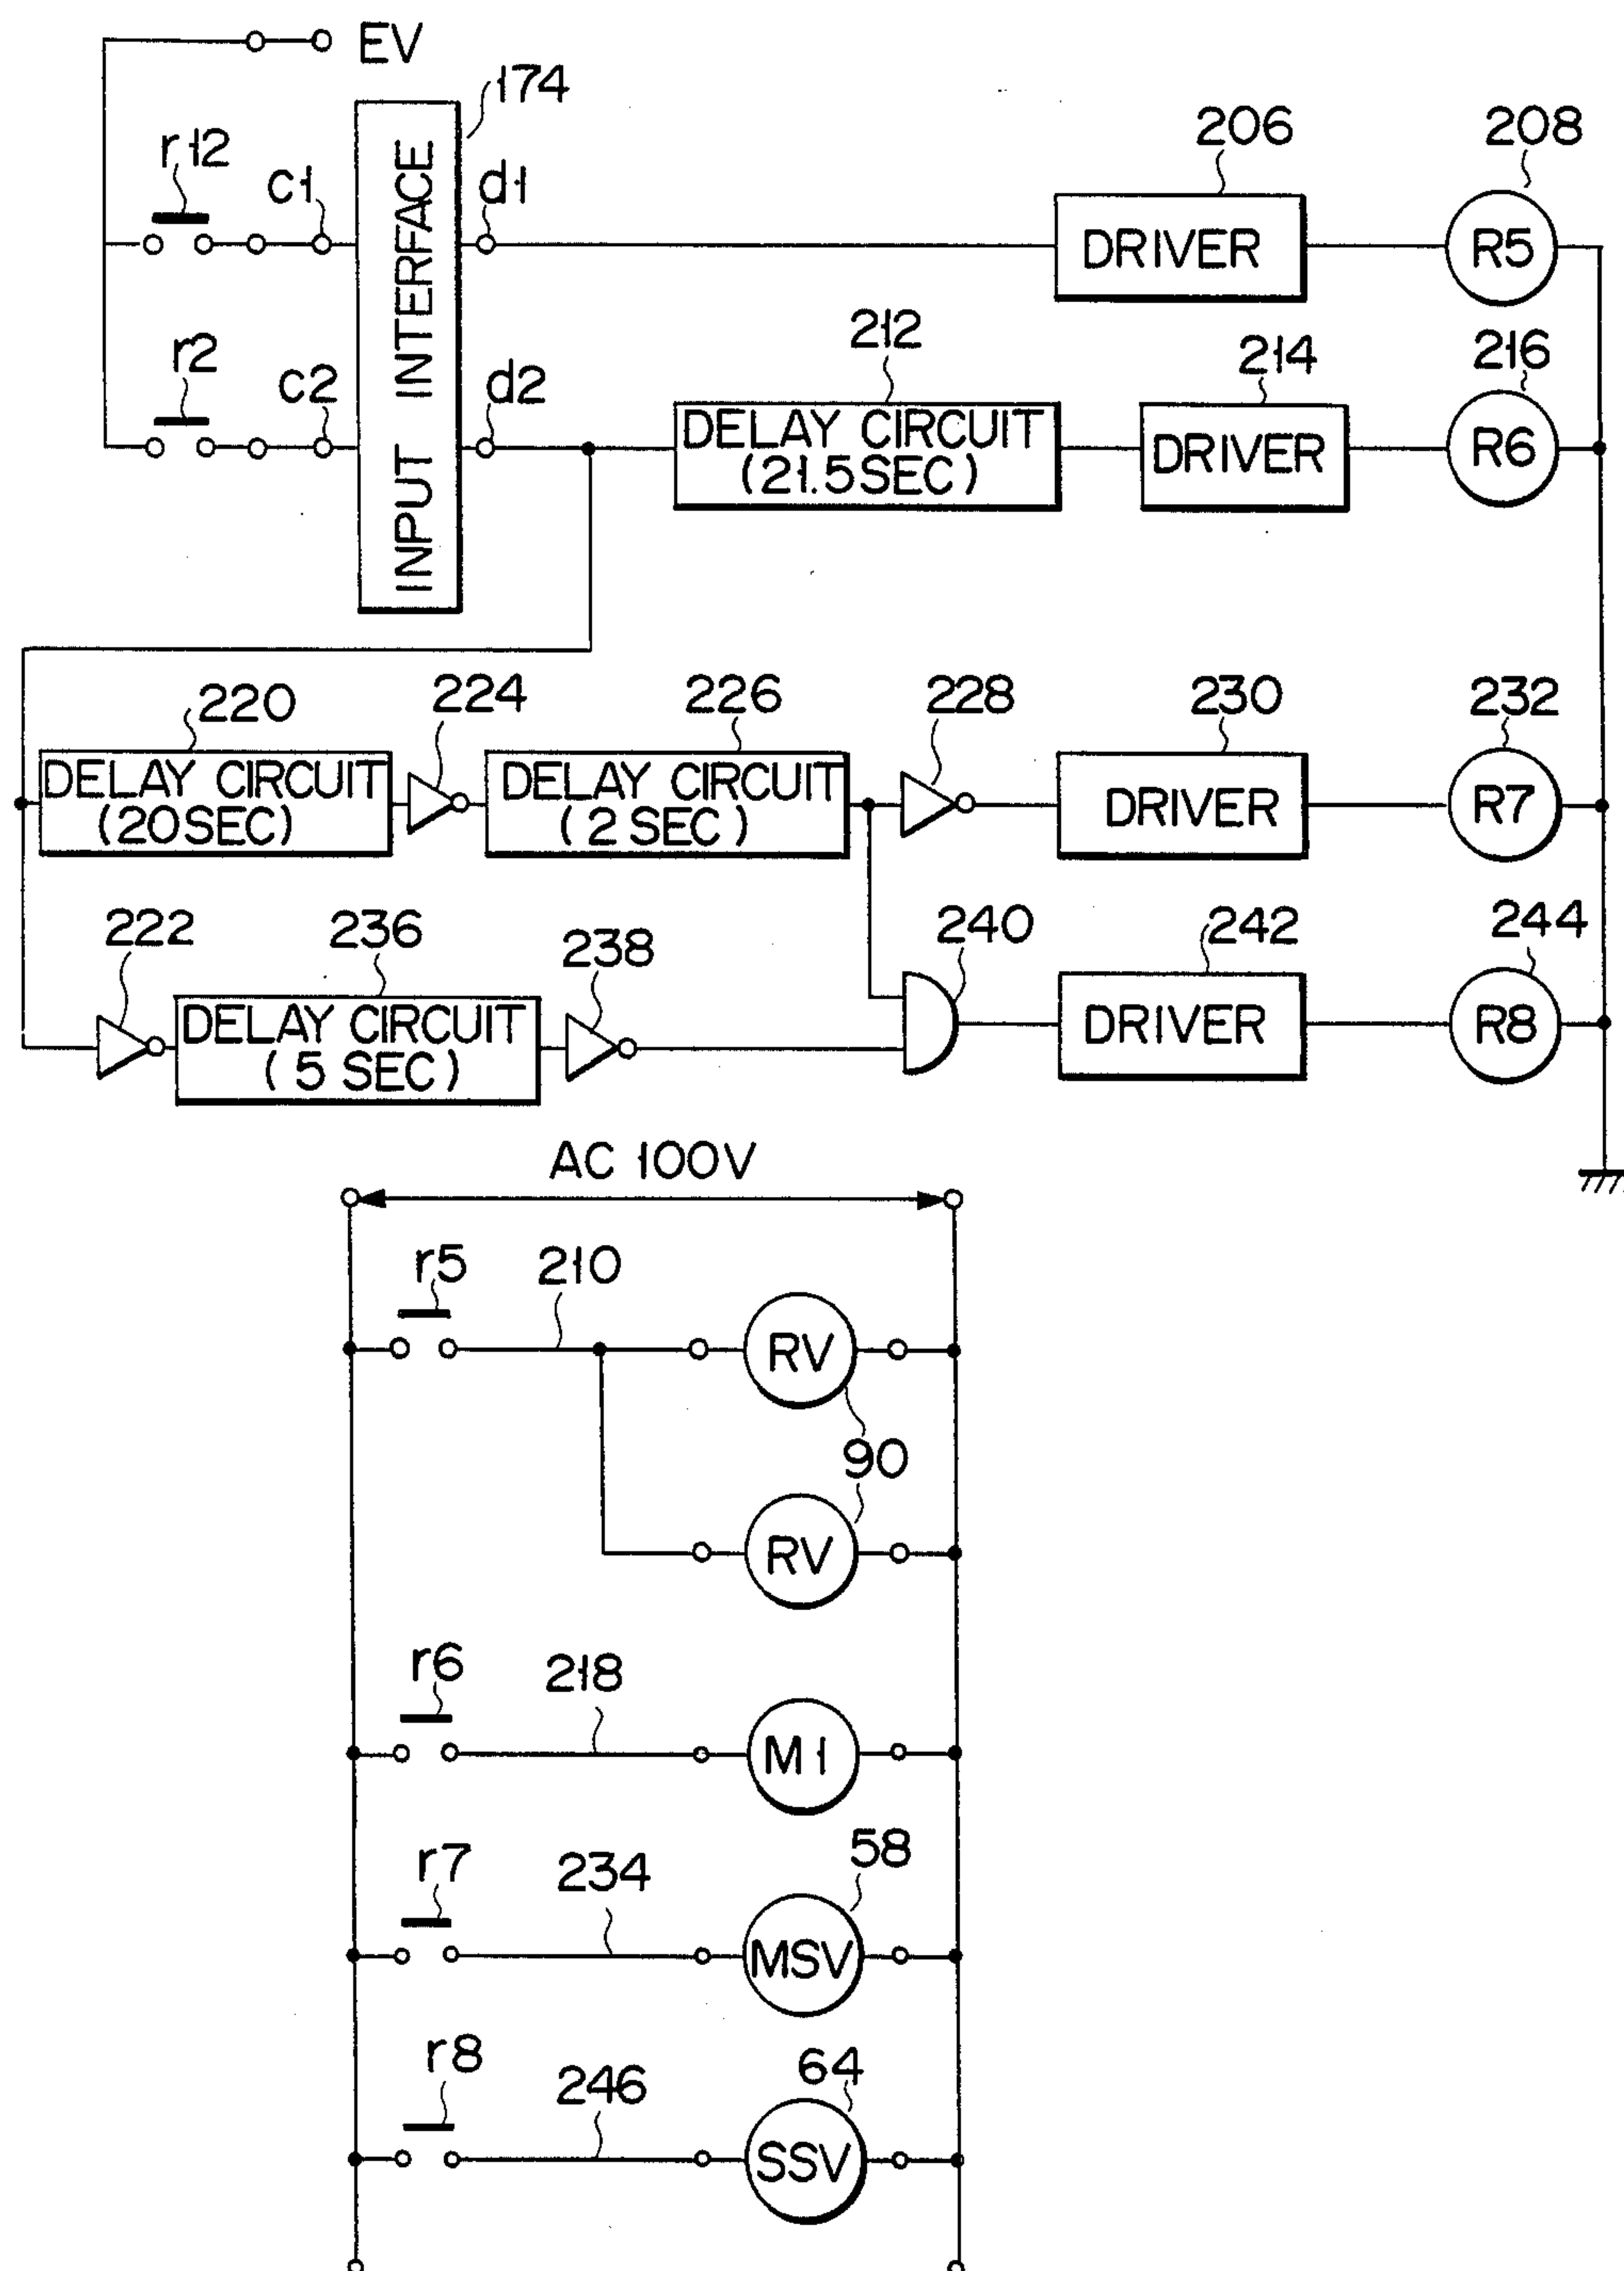 EV
174
r12
c1
d1
206
208
INPUT INTERFACE
DRIVER
R5
r2
c2
d2
212
214
216
DELAY CIRCUIT
(21.5SEC)
DRIVER
R6
220
224
226
228
230
232
DELAY CIRCUIT
(20SEC)
DELAY CIRCUIT
(2 SEC)
DRIVER
R7
222
236
238
240
242
244
DELAY CIRCUIT
(5 SEC)
DRIVER
R8
AC 100V
r5
210
RV
90
RV
r6
218
M1
r7
234
58
MSV
r8
246
64
SSV